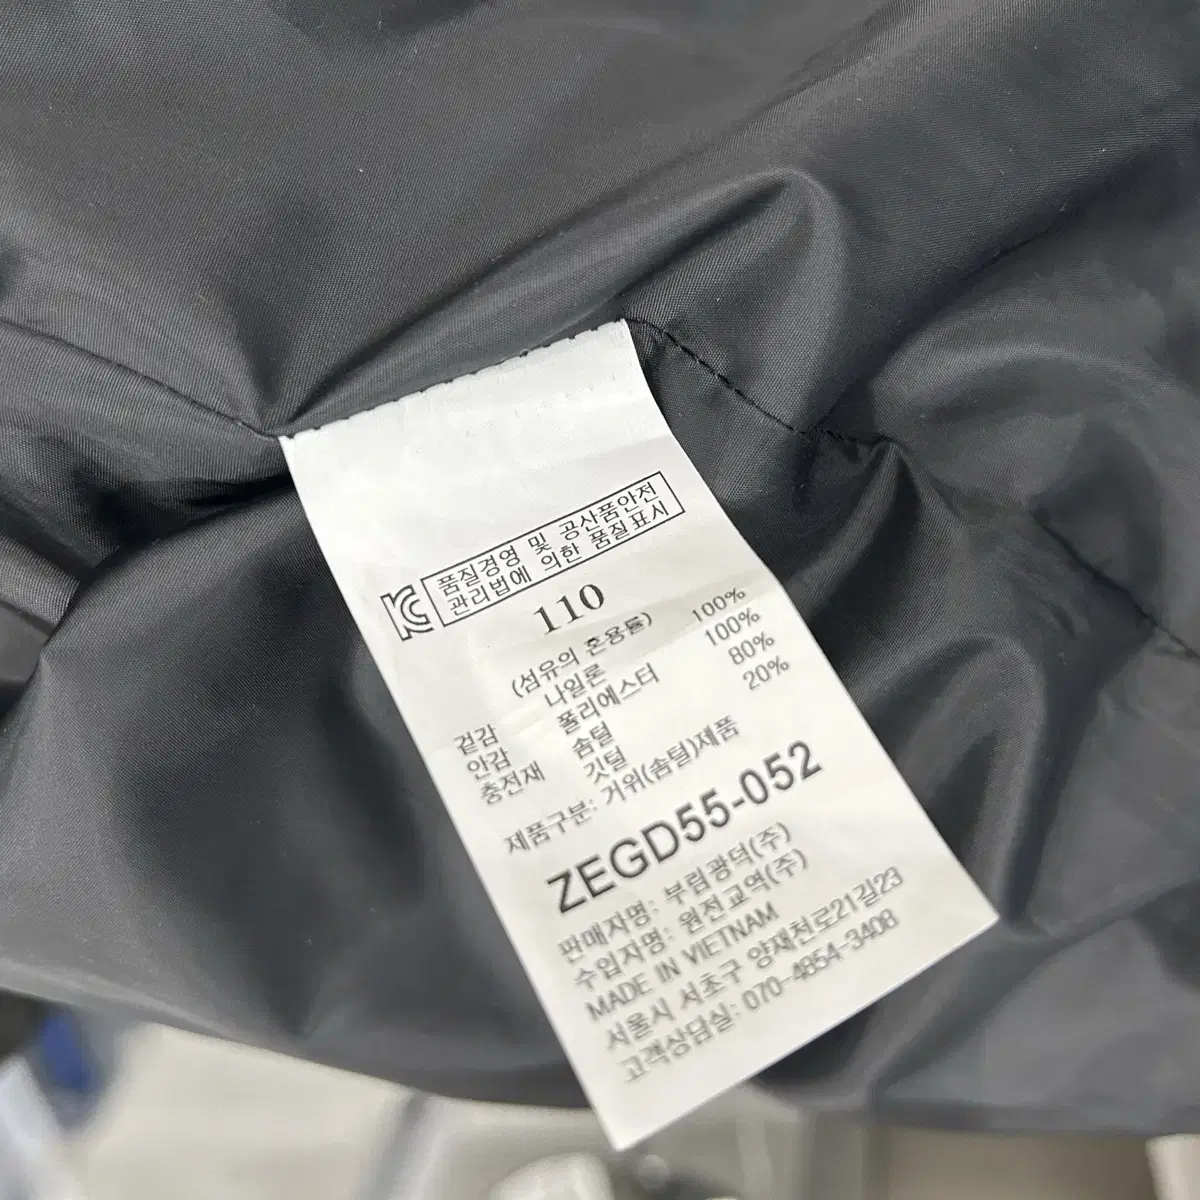 품질경영 및 공산품안전
관리법에 의한 품질표시
110
(섬유의 혼용률)
겉감 나일론 100%
안감 폴리에스터 100%
충전재 솜털 80%
깃털 20%
제품구분: 거위(솜털)제품
ZEGD55-052
판매자명: 부림광덕(주)
수입자명: 원전교역(주)
MADE IN VIETNAM
서울시 서초구 양재천로21길23
고객상담실: 070-4854-3408